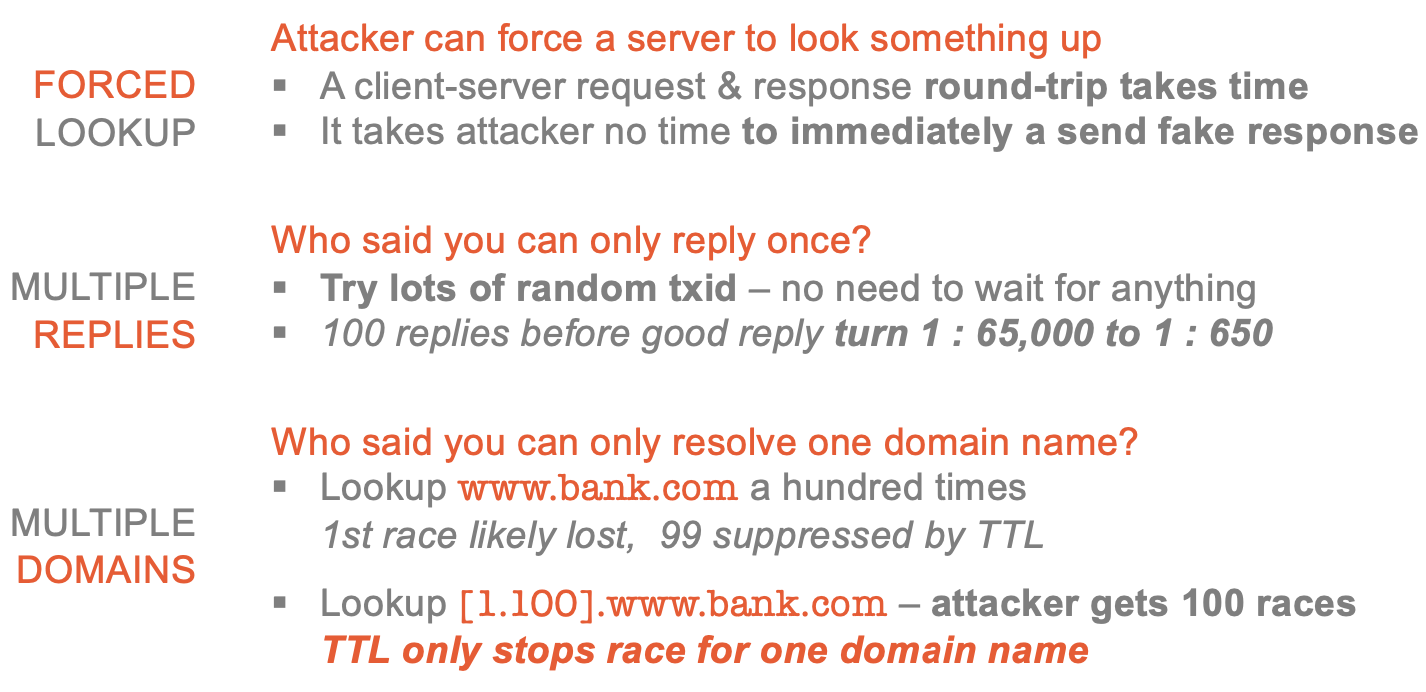 Attacker can force a server to look something up
FORCED
LOOKUP
▪ A client-server request & response round-trip takes time
▪ It takes attacker no time to immediately a send fake response
Who said you can only reply once?
MULTIPLE
REPLIES
▪ Try lots of random txid – no need to wait for anything
▪ 100 replies before good reply turn 1 : 65,000 to 1 : 650
Who said you can only resolve one domain name?
MULTIPLE
DOMAINS
▪ Lookup www.bank.com a hundred times
1st race likely lost, 99 suppressed by TTL
▪ Lookup [1.100].www.bank.com – attacker gets 100 races
TTL only stops race for one domain name